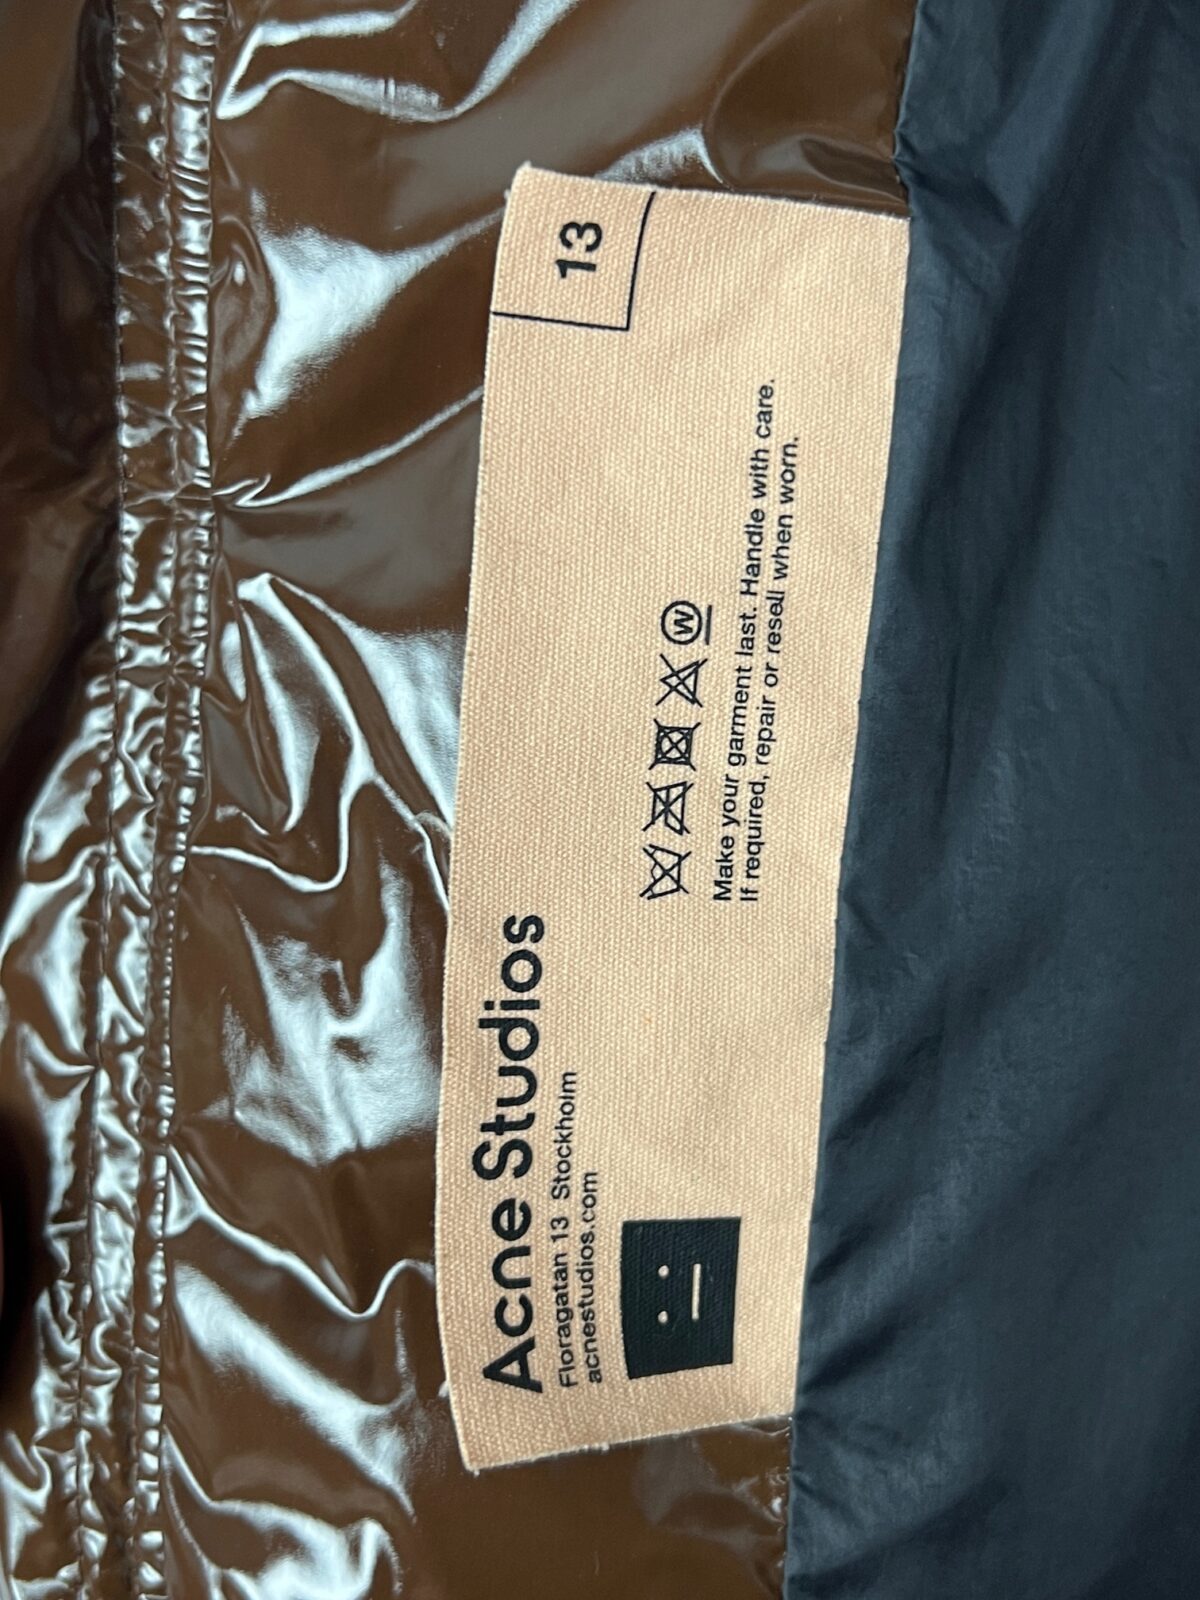 Acne Studios
Floragatan 13 Stockholm
acnestudios.com
W
Make your garment last. Handle with care.
If required, repair or resell when worn.
13